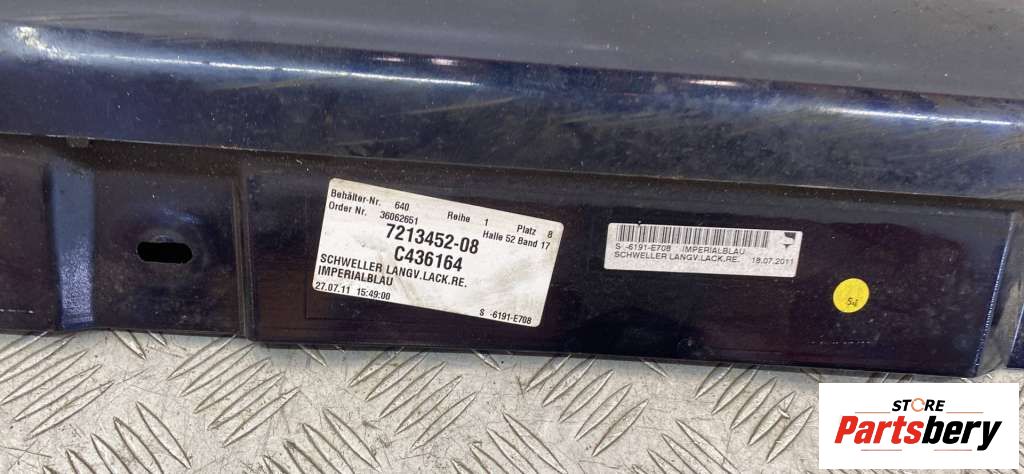 Behälter-Nr. 640 Reihe 1 Platz 8
Order Nr. 36062651 Halle 52 Band 17
7213452-08
C436164
SCHWELLER LANGV.LACK.RE.
IMPERIALBLAU
27.07.11 15:49:00 S -6191-E708
S -6191-E708 IMPERIALBLAU
SCHWELLER LANGV.LACK.RE. 18.07.2011
54
STORE
Partsbery